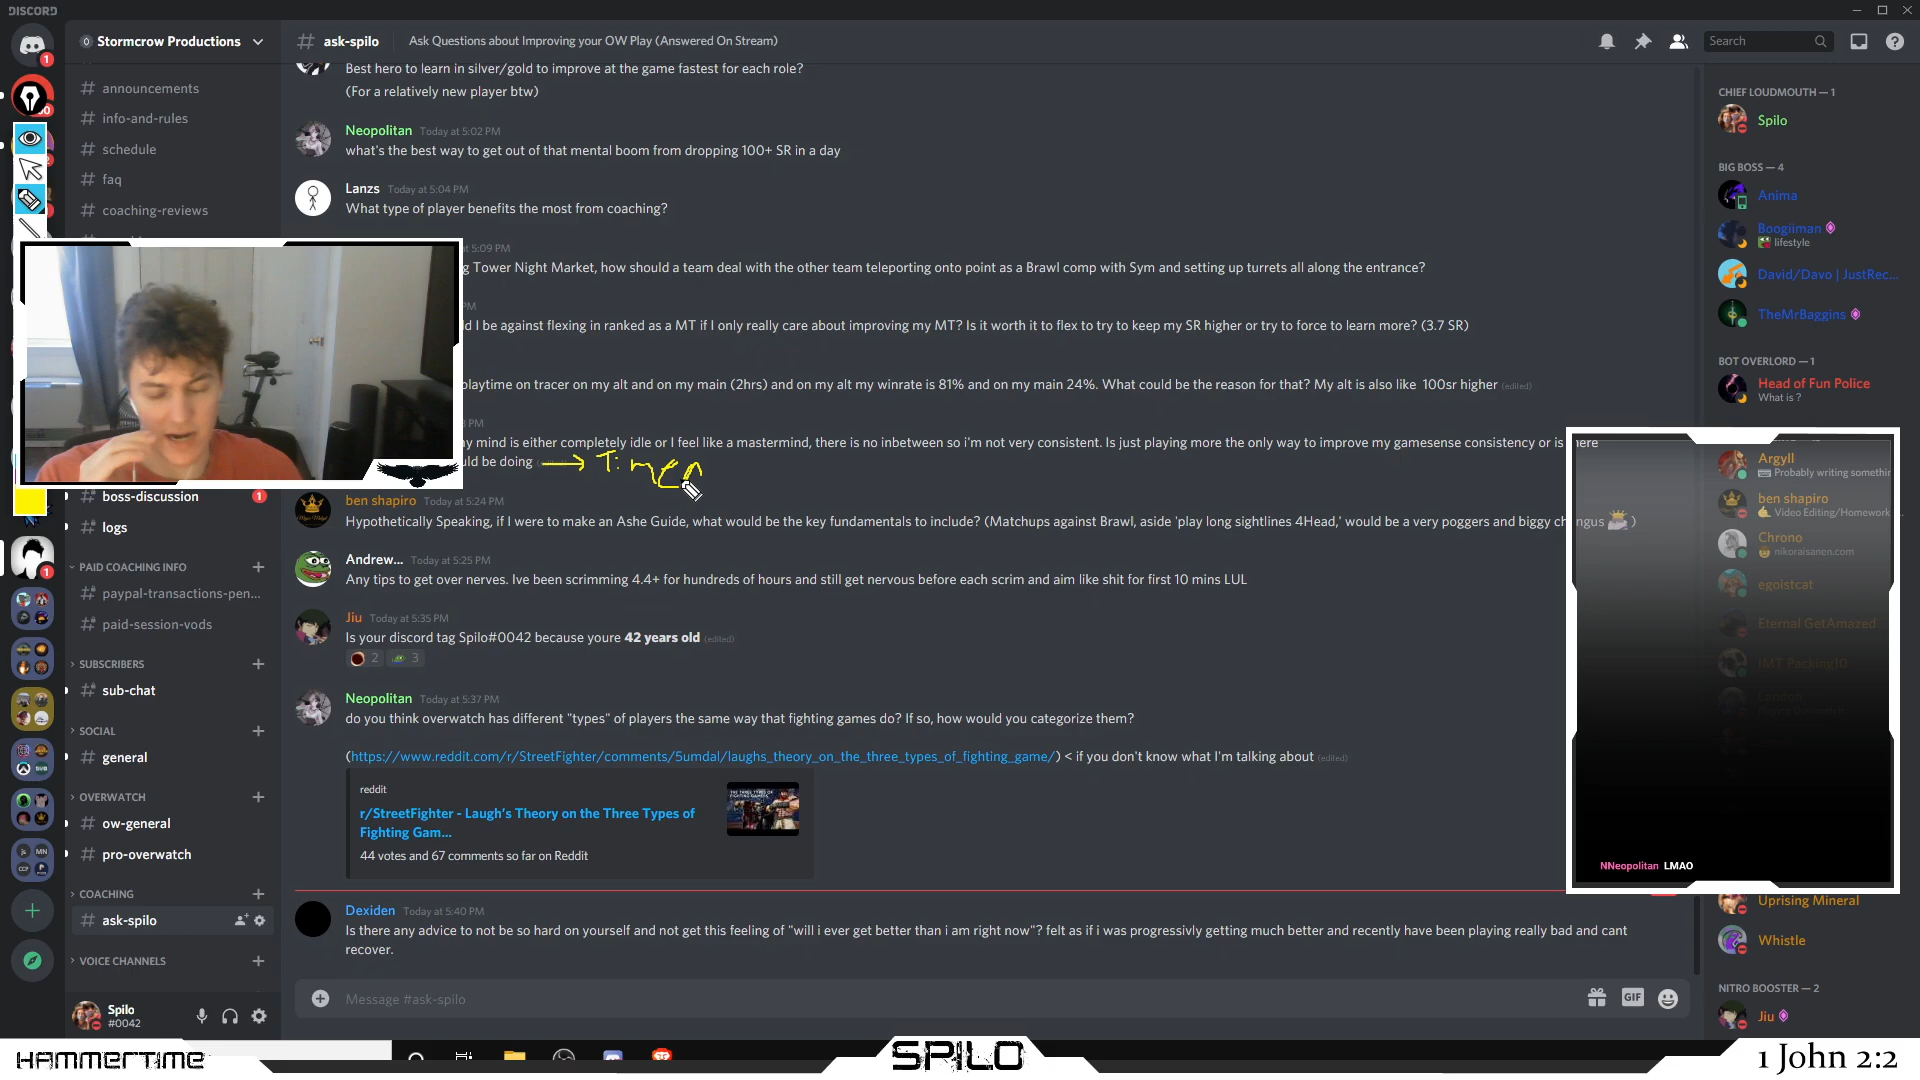 DISCORD
Stormcrow Productions
ask-spilo
Ask Questions about Improving your OW Play (Answered On Stream)
Search
announcements
info-and-rules
schedule
faq
coaching-reviews
boss-discussion
1
logs
PAID COACHING INFO
paypal-transactions-pen...
paid-session-vods
SUBSCRIBERS
sub-chat
SOCIAL
general
OVERWATCH
ow-general
pro-overwatch
COACHING
ask-spilo
VOICE CHANNELS
Spilo
#0042
Best hero to learn in silver/gold to improve at the game fastest for each role?
(For a relatively new player btw)
Neopolitan Today at 5:02 PM
what's the best way to get out of that mental boom from dropping 100+ SR in a day
Lanzs Today at 5:04 PM
What type of player benefits the most from coaching?
at 5:09 PM
g Tower Night Market, how should a team deal with the other team teleporting onto point as a Brawl comp with Sym and setting up turrets all along the entrance?
PM
d I be against flexing in ranked as a MT if I only really care about improving my MT? Is it worth it to flex to try to keep my SR higher or try to force to learn more? (3.7 SR)
playtime on tracer on my alt and on my main (2hrs) and on my alt my winrate is 81% and on my main 24%. What could be the reason for that? My alt is also like 100sr higher (edited)
PM
my mind is either completely idle or I feel like a mastermind, there is no inbetween so i'm not very consistent. Is just playing more the only way to improve my gamesense consistency or is there
uld be doing (edited)
ben shapiro Today at 5:24 PM
Hypothetically Speaking, if I were to make an Ashe Guide, what would be the key fundamentals to include? (Matchups against Brawl, aside 'play long sightlines 4Head,' would be a very poggers and biggy chungus )
Andrew... Today at 5:25 PM
Any tips to get over nerves. Ive been scrimming 4.4+ for hundreds of hours and still get nervous before each scrim and aim like shit for first 10 mins LUL
Jiu Today at 5:35 PM
Is your discord tag Spilo#0042 because youre 42 years old (edited)
2 3
Neopolitan Today at 5:37 PM
do you think overwatch has different "types" of players the same way that fighting games do? If so, how would you categorize them?
(https://www.reddit.com/r/StreetFighter/comments/5umdal/laughs_theory_on_the_three_types_of_fighting_game/) < if you don't know what I'm talking about (edited)
reddit
r/StreetFighter - Laugh's Theory on the Three Types of
Fighting Gam...
44 votes and 67 comments so far on Reddit
Dexiden Today at 5:40 PM
Is there any advice to not be so hard on yourself and not get this feeling of "will i ever get better than i am right now"? felt as if i was progressivly getting much better and recently have been playing really bad and cant
recover.
Message #ask-spilo
GIF
CHIEF LOUDMOUTH — 1
Spilo
BIG BOSS — 4
Anima
Boogliman
lifestyle
David/Davo | JustRec...
TheMrBaggins
BOT OVERLORD — 1
Head of Fun Police
What is ?
Argyll
Probably writing somethin
ben shapiro
Video Editing/Homework
Chrono
nikoraisanen.com
egoistcat
Eternal GetAmazed
IMT Packing10
Landon
NNeopolitan LMAO
Uprising Mineral
Whistle
NITRO BOOSTER — 2
Jiu
HAMMERTIME
SPILO
1 John 2:2